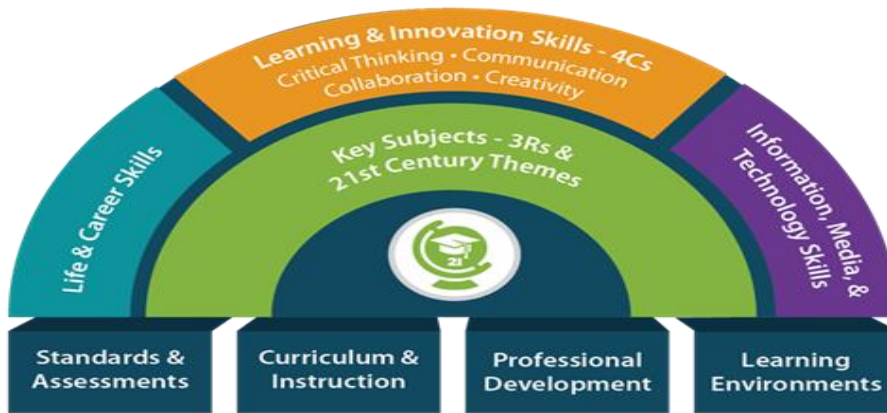 Learning & Innovation Skills - 4Cs
Critical Thinking • Communication
Collaboration • Creativity
Life & Career Skills
Key Subjects - 3Rs &
21st Century Themes
Information, Media, &
Technology Skills
21
Standards &
Assessments
Curriculum &
Instruction
Professional
Development
Learning
Environments